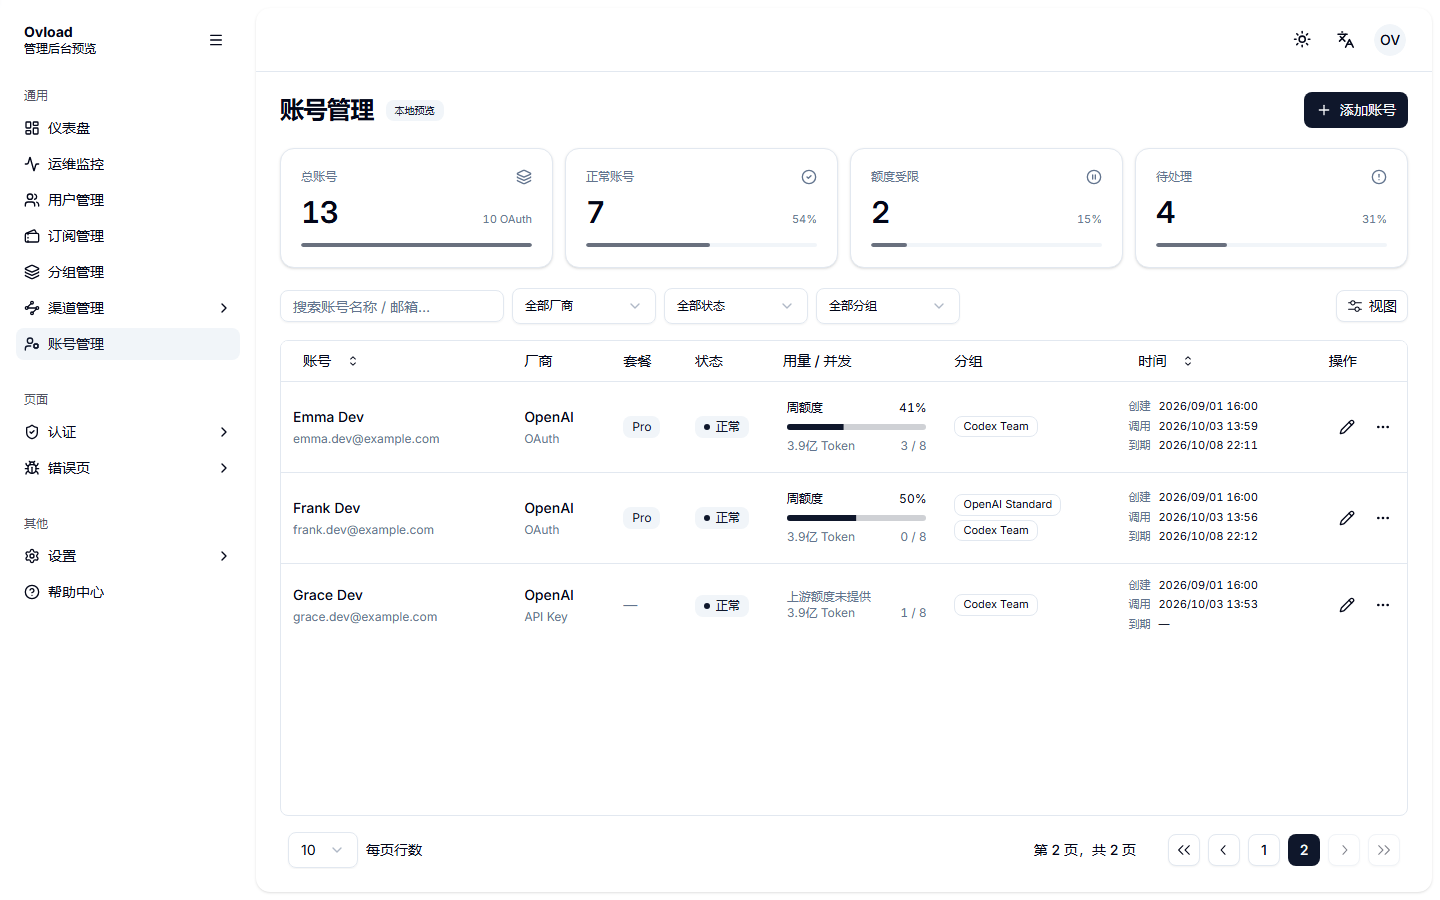 Ovload
管理后台预览
通用
仪表盘
运维监控
用户管理
订阅管理
分组管理
渠道管理
账号管理
页面
认证
错误页
其他
设置
帮助中心
OV
账号管理 本地预览
添加账号
总账号
13 10 OAuth
正常账号
7 54%
额度受限
2 15%
待处理
4 31%
搜索账号名称 / 邮箱... 全部厂商 全部状态 全部分组 视图
账号 厂商 套餐 状态 用量 / 并发 分组 时间 操作
Emma Dev
emma.dev@example.com
OpenAI
OAuth
Pro
正常
周额度 41%
3.9亿 Token 3 / 8
Codex Team
创建 2026/09/01 16:00
调用 2026/10/03 13:59
到期 2026/10/08 22:11
Frank Dev
frank.dev@example.com
OpenAI
OAuth
Pro
正常
周额度 50%
3.9亿 Token 0 / 8
OpenAI Standard
Codex Team
创建 2026/09/01 16:00
调用 2026/10/03 13:56
到期 2026/10/08 22:12
Grace Dev
grace.dev@example.com
OpenAI
API Key
—
正常
上游额度未提供
3.9亿 Token 1 / 8
Codex Team
创建 2026/09/01 16:00
调用 2026/10/03 13:53
到期 —
10 每页行数
第 2 页，共 2 页
1 2